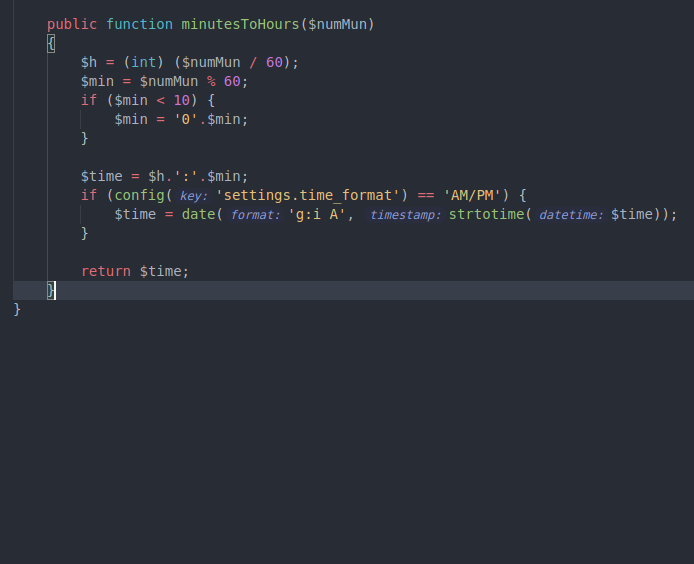 public function minutesToHours($numMun)
{
$h = (int) ($numMun / 60);
$min = $numMun % 60;
if ($min < 10) {
$min = '0'.$min;
}
$time = $h.':'.$min;
if (config( key: 'settings.time_format') == 'AM/PM') {
$time = date( format: 'g:i A', timestamp: strtotime( datetime: $time));
}
return $time;
}
}